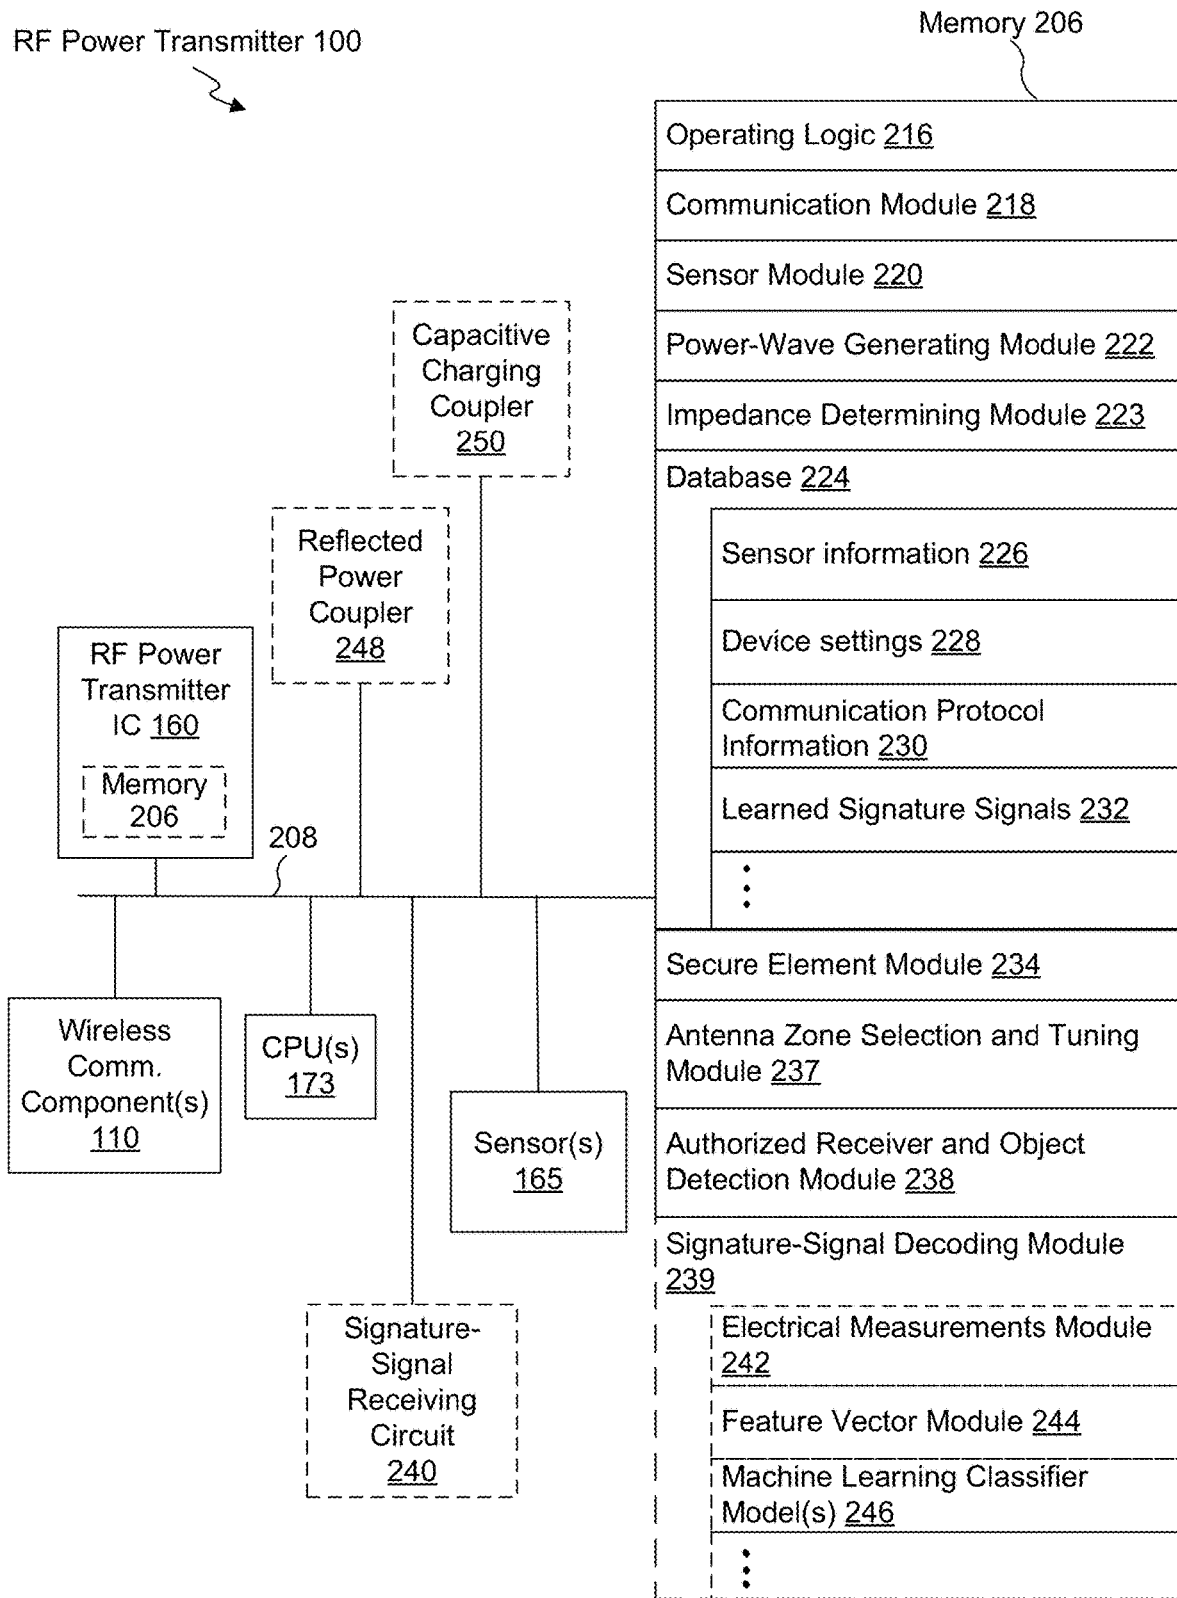 RF Power Transmitter 100
Memory 206
Operating Logic 216
Communication Module 218
Sensor Module 220
Power-Wave Generating Module 222
Impedance Determining Module 223
Database 224
Sensor information 226
Device settings 228
Communication Protocol
Information 230
Learned Signature Signals 232
Secure Element Module 234
Antenna Zone Selection and Tuning
Module 237
Authorized Receiver and Object
Detection Module 238
Signature-Signal Decoding Module
239
Electrical Measurements Module
242
Feature Vector Module 244
Machine Learning Classifier
Model(s) 246
Capacitive
Charging
Coupler
250
Reflected
Power
Coupler
248
RF Power
Transmitter
IC 160
Memory
206
208
Wireless
Comm.
Component(s)
110
CPU(s)
173
Sensor(s)
165
Signature-
Signal
Receiving
Circuit
240